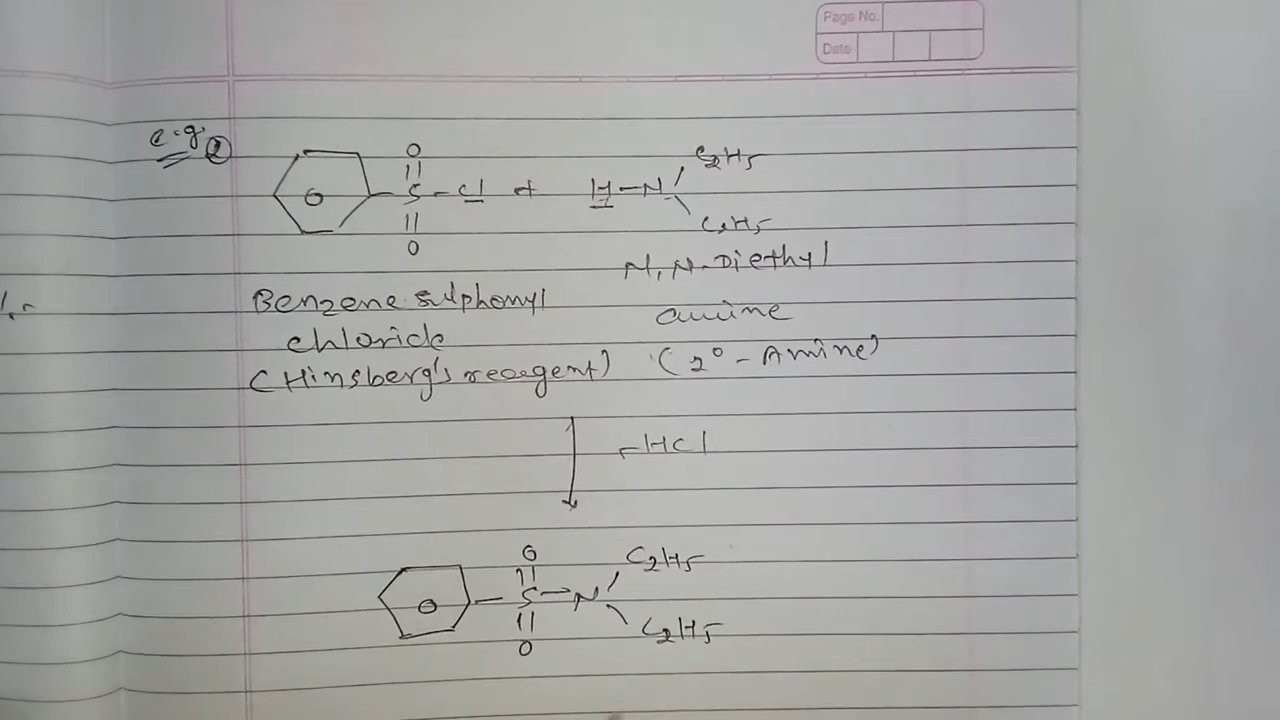 Page No.
Date
e.g. ②
O
S - Cl + H-N
C2H5
C2H5
O
N,N-Diethyl
Benzene sulphonyl
amine
chloride
(Hinsberg's reagent)
(2° - Amine)
-HCl
O
C2H5
S - N
C2H5
O